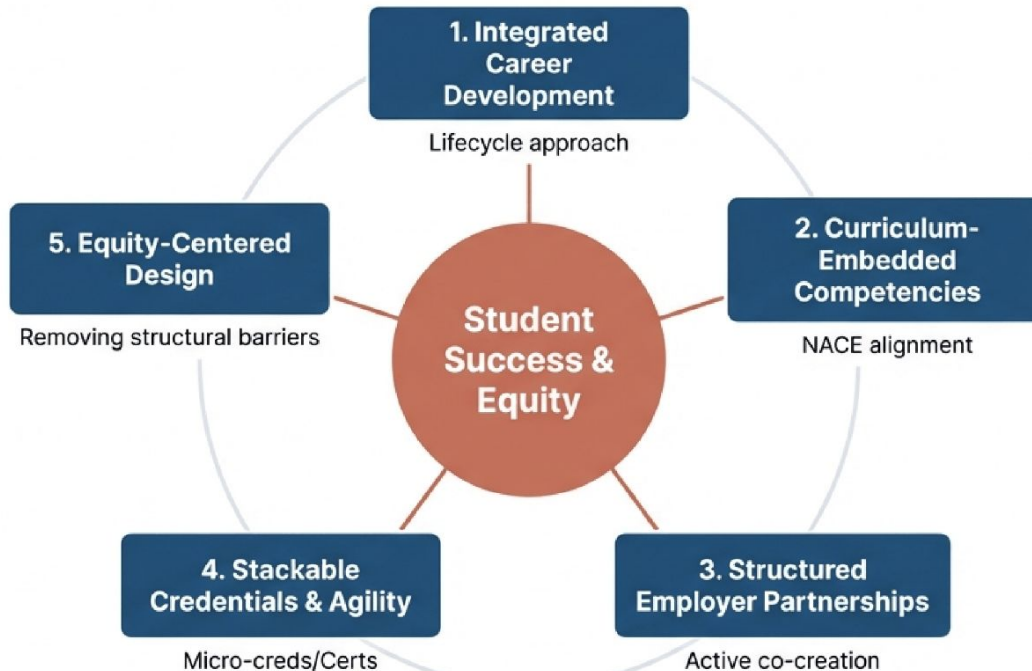 1. Integrated
Career
Development
Lifecycle approach
2. Curriculum-
Embedded
Competencies
NACE alignment
3. Structured
Employer Partnerships
Active co-creation
4. Stackable
Credentials & Agility
Micro-creds/Certs
5. Equity-Centered
Design
Removing structural barriers
Student
Success &
Equity